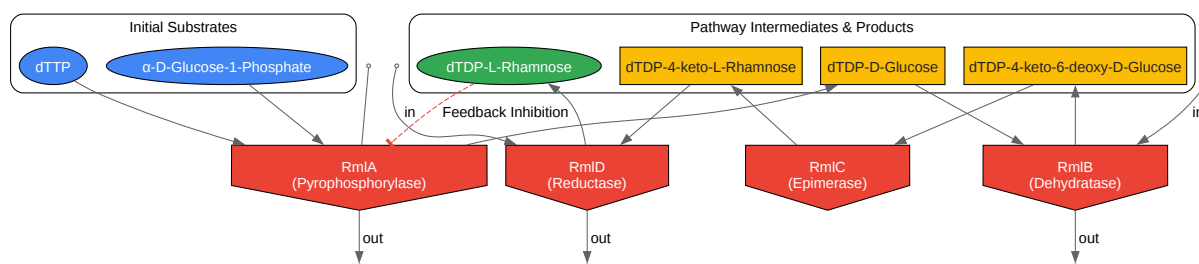 Initial Substrates
Pathway Intermediates & Products
dTTP
α-D-Glucose-1-Phosphate
dTDP-L-Rhamnose
dTDP-4-keto-L-Rhamnose
dTDP-D-Glucose
dTDP-4-keto-6-deoxy-D-Glucose
in
Feedback Inhibition
in
RmlA
(Pyrophosphorylase)
RmlD
(Reductase)
RmlC
(Epimerase)
RmlB
(Dehydratase)
out
out
out